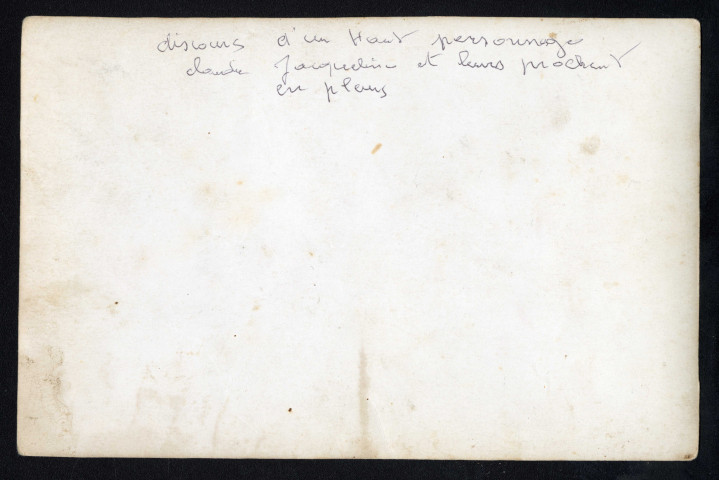 discours d'un Haut personnage
claude Jacqueline et leurs prochent
en pleurs